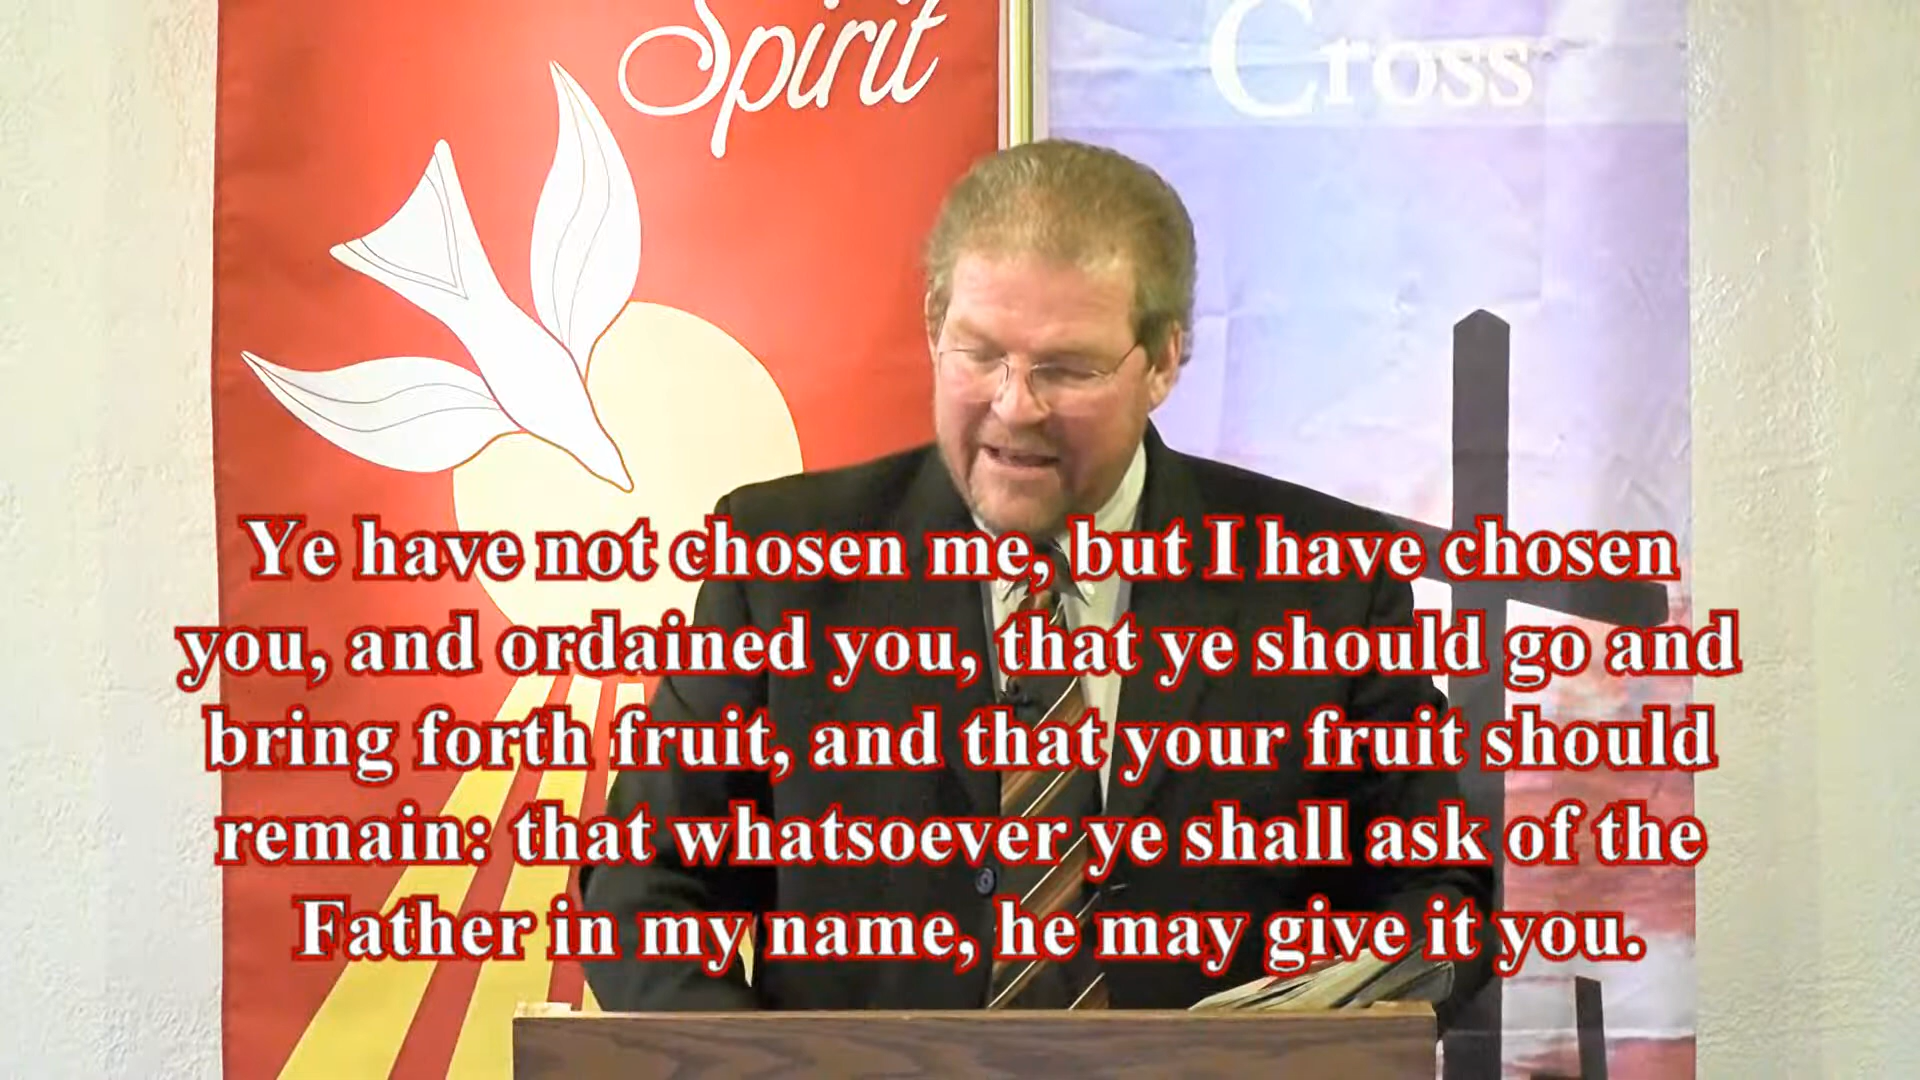 Spirit
Cross
Ye have not chosen me, but I have chosen
you, and ordained you, that ye should go and
bring forth fruit, and that your fruit should
remain: that whatsoever ye shall ask of the
Father in my name, he may give it you.